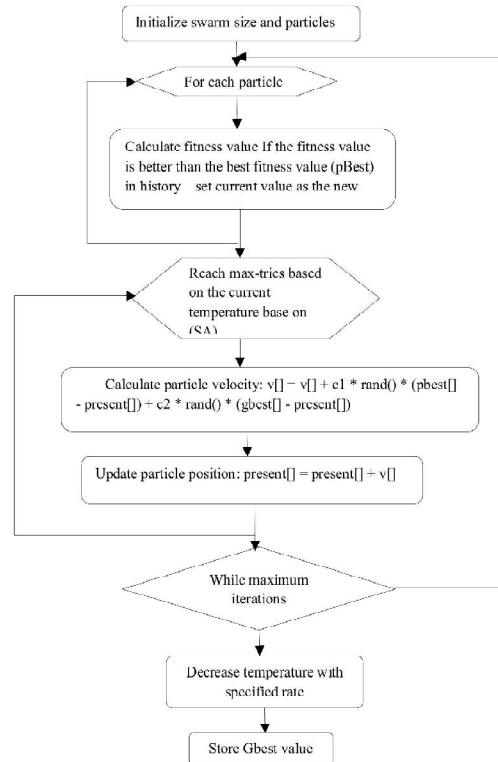 Initialize swarm size and particles
For each particle
Calculate fitness value If the fitness value
is better than the best fitness value (pBest)
in history set current value as the new
Reach max-tries based
on the current
temperature base on
(SA)
Calculate particle velocity: v[] = v[] + c1 * rand() * (pbest[]
- present[]) + c2 * rand() * (gbest[] - present[])
Update particle position: present[] = present[] + v[]
While maximum
iterations
Decrease temperature with
specified rate
Store Gbest value